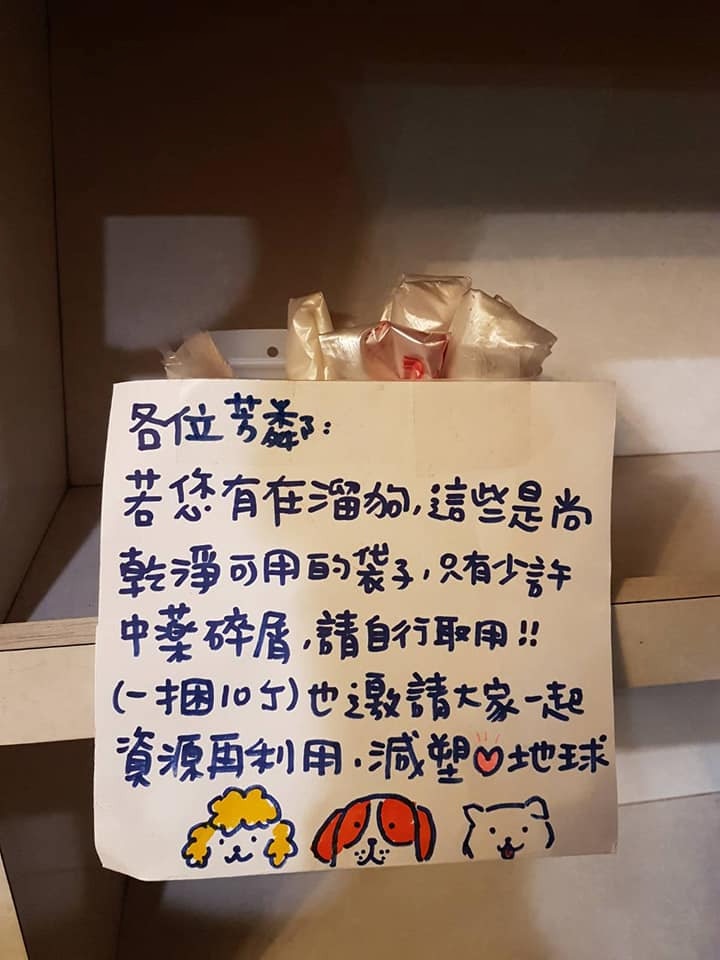 各位芳鄰:
若您有在溜狗,這些是尚
乾淨可用的袋子,只有少許
中藥碎屑,請自行取用!!
(一捆10個)也邀請大家一起
資源再利用,減塑♡地球